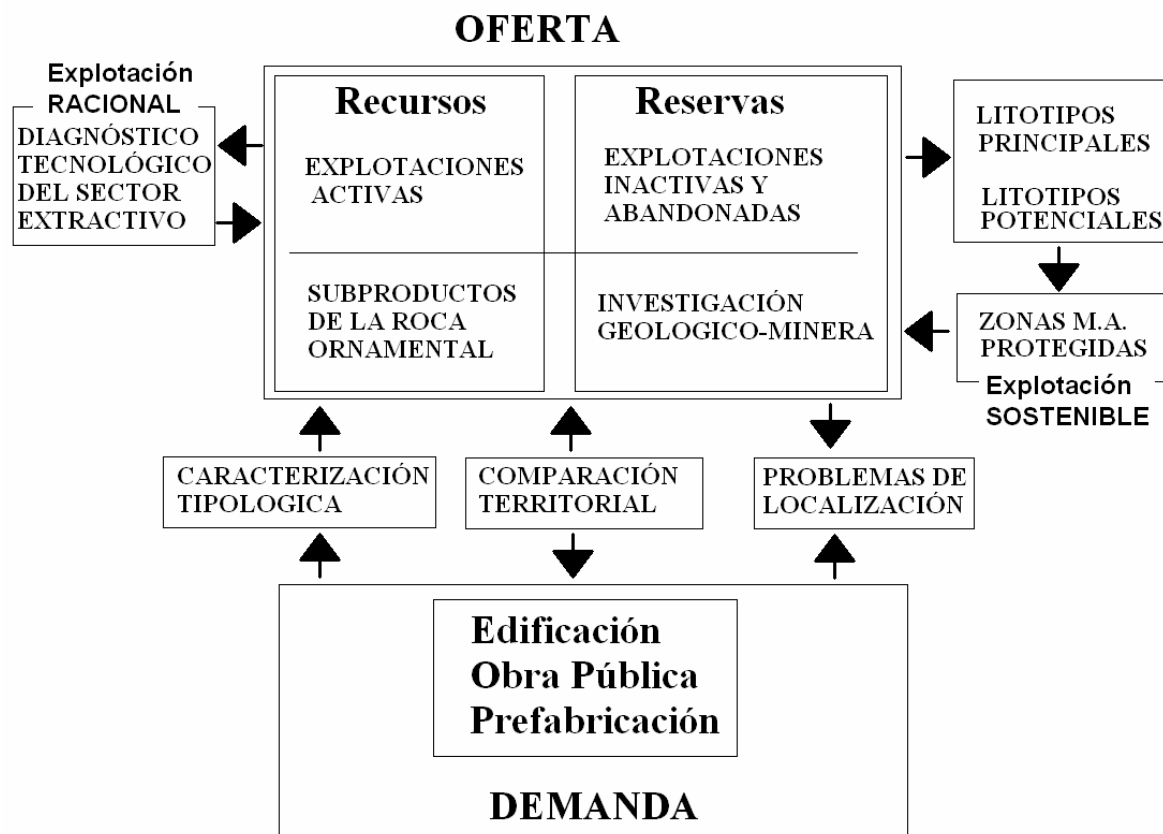 OFERTA
Explotación
RACIONAL
DIAGNÓSTICO
TECNOLÓGICO
DEL SECTOR
EXTRACTIVO
Recursos
EXPLOTACIONES
ACTIVAS
SUBPRODUCTOS
DE LA ROCA
ORNAMENTAL
Reservas
EXPLOTACIONES
INACTIVAS Y
ABANDONADAS
INVESTIGACIÓN
GEOLOGICO-MINERA
LITOTIPOS
PRINCIPALES
LITOTIPOS
POTENCIALES
ZONAS M.A.
PROTEGIDAS
Explotación
SOSTENIBLE
CARACTERIZACIÓN
TIPOLOGICA
COMPARACIÓN
TERRITORIAL
PROBLEMAS DE
LOCALIZACIÓN
Edificación
Obra Pública
Prefabricación
DEMANDA